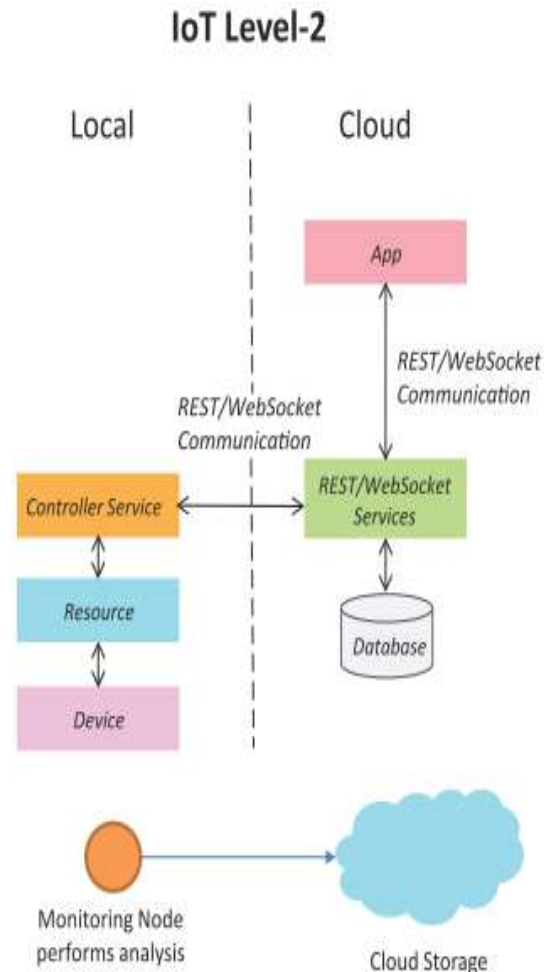 IoT Level-2
Local
Cloud
App
REST/WebSocket
Communication
REST/WebSocket
Communication
Controller Service
REST/WebSocket
Services
Resource
Database
Device
Monitoring Node
performs analysis
Cloud Storage